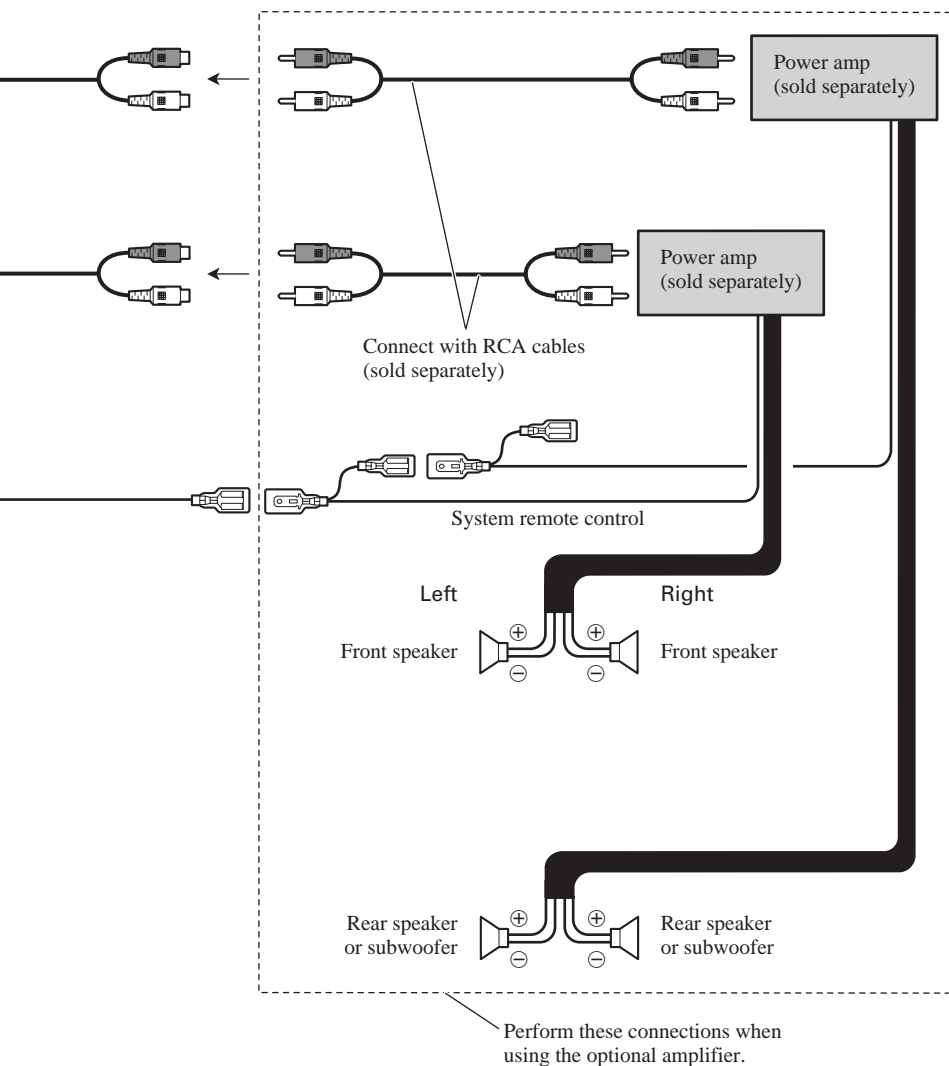 Power amp
(sold separately)
Power amp
(sold separately)
Connect with RCA cables
(sold separately)
System remote control
Left
Right
Front speaker
Front speaker
Rear speaker
or subwoofer
Rear speaker
or subwoofer
Perform these connections when
using the optional amplifier.